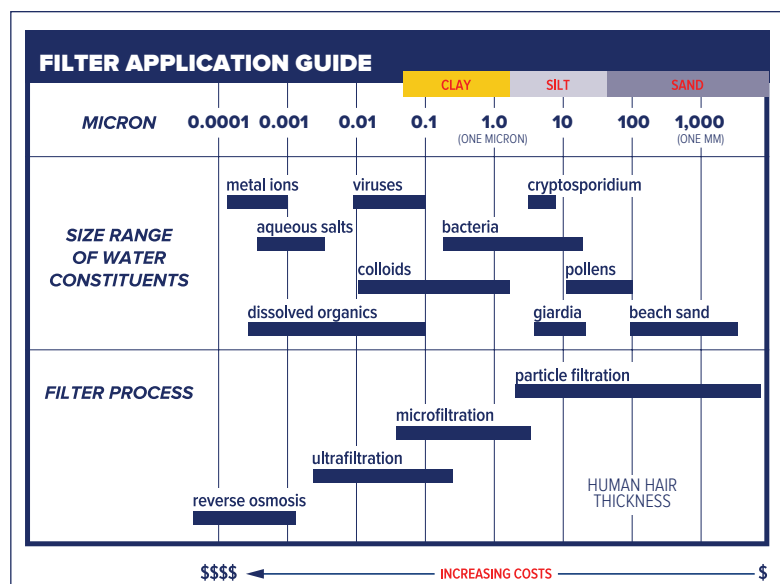 FILTER APPLICATION GUIDE
CLAY SILT SAND
MICRON 0.0001 0.001 0.01 0.1 1.0 10 100 1,000
(ONE MICRON) (ONE MM)
metal ions viruses cryptosporidium
SIZE RANGE
OF WATER
CONSTITUENTS
aqueous salts bacteria
colloids pollens
dissolved organics giardia beach sand
FILTER PROCESS
particle filtration
microfiltration
ultrafiltration
reverse osmosis
HUMAN HAIR
THICKNESS
$$$$ INCREASING COSTS $